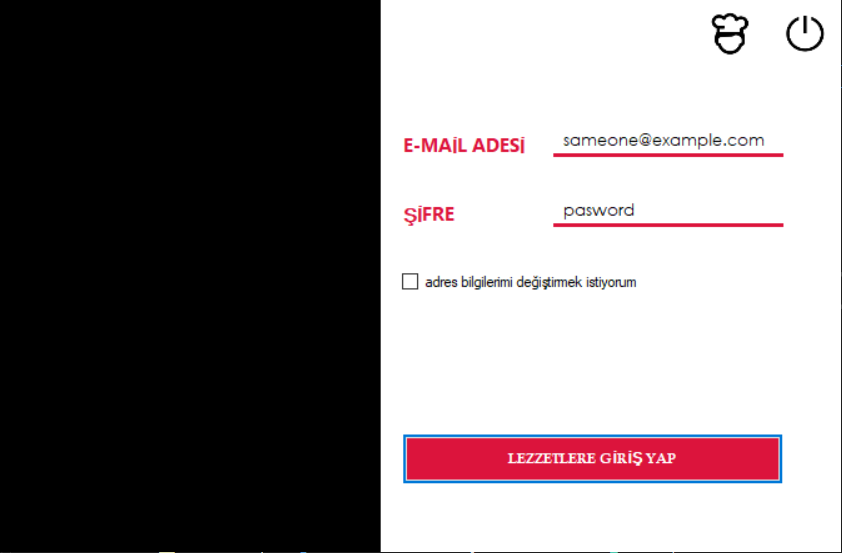 E-MAİL ADESİ
sameone@example.com
ŞİFRE
pasword
adres bilgilerimi değiştirmek istiyorum
LEZZETLERE GİRİŞ YAP